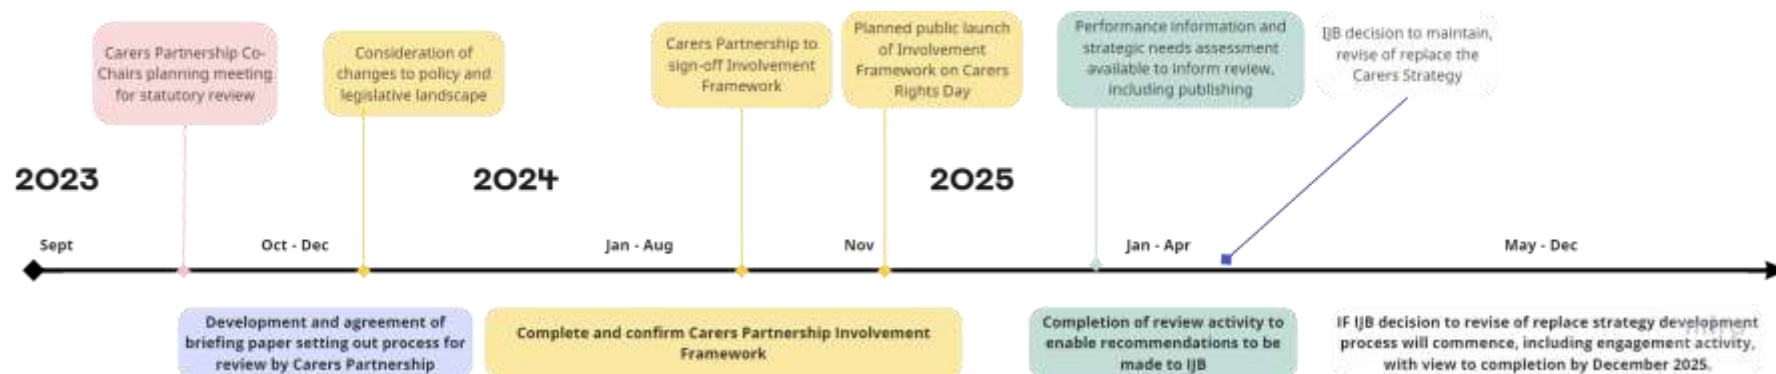 Carers Partnership Co-
Chairs planning meeting
for statutory review
Consideration of
changes to policy and
legislative landscape
Carers Partnership to
sign-off Involvement
Framework
Planned public launch
of Involvement
Framework on Carers
Rights Day
Performance information and
strategic needs assessment
available to inform review,
including publishing
IJB decision to maintain,
revise of replace the
Carers Strategy
2023
2024
2025
Sept
Oct - Dec
Jan - Aug
Nov
Jan - Apr
May - Dec
Development and agreement of
briefing paper setting out process for
review by Carers Partnership
Complete and confirm Carers Partnership Involvement
Framework
Completion of review activity to
enable recommendations to be
made to IJB
IF IJB decision to revise of replace strategy development
process will commence, including engagement activity,
with view to completion by December 2025.